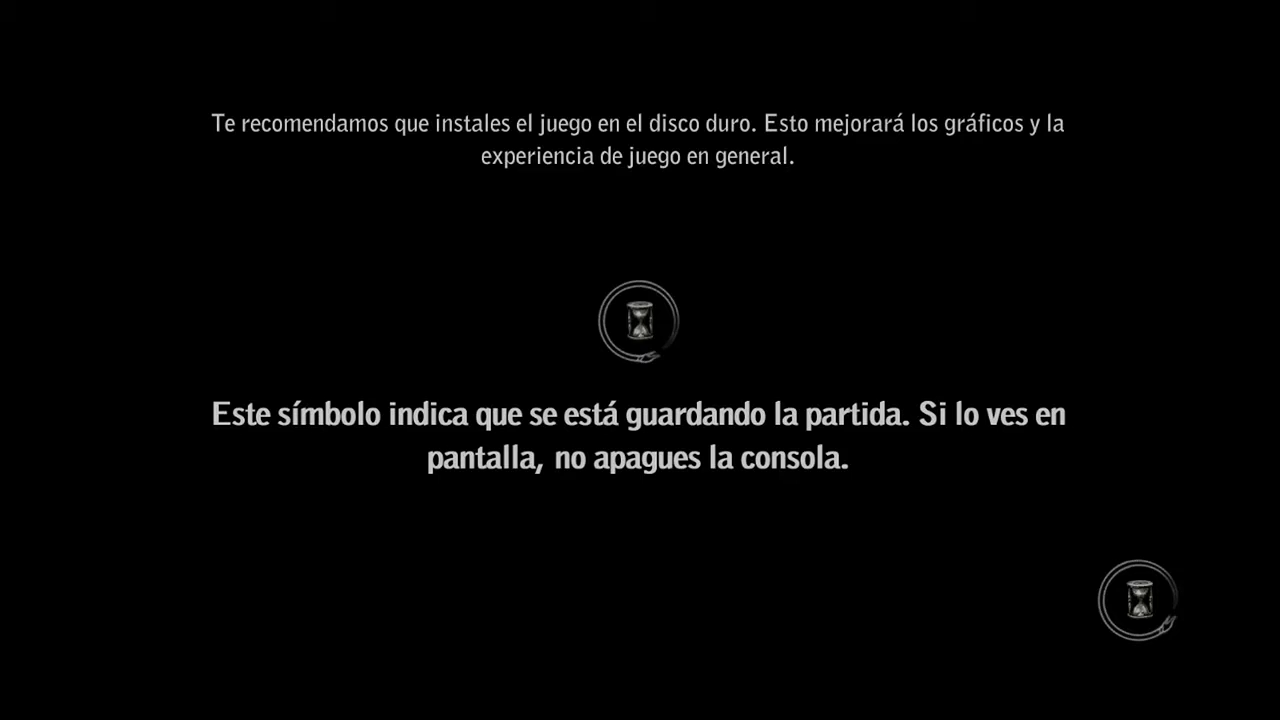 Te recomendamos que instales el juego en el disco duro. Esto mejorará los gráficos y la
experiencia de juego en general.
Este símbolo indica que se está guardando la partida. Si lo ves en
pantalla, no apagues la consola.